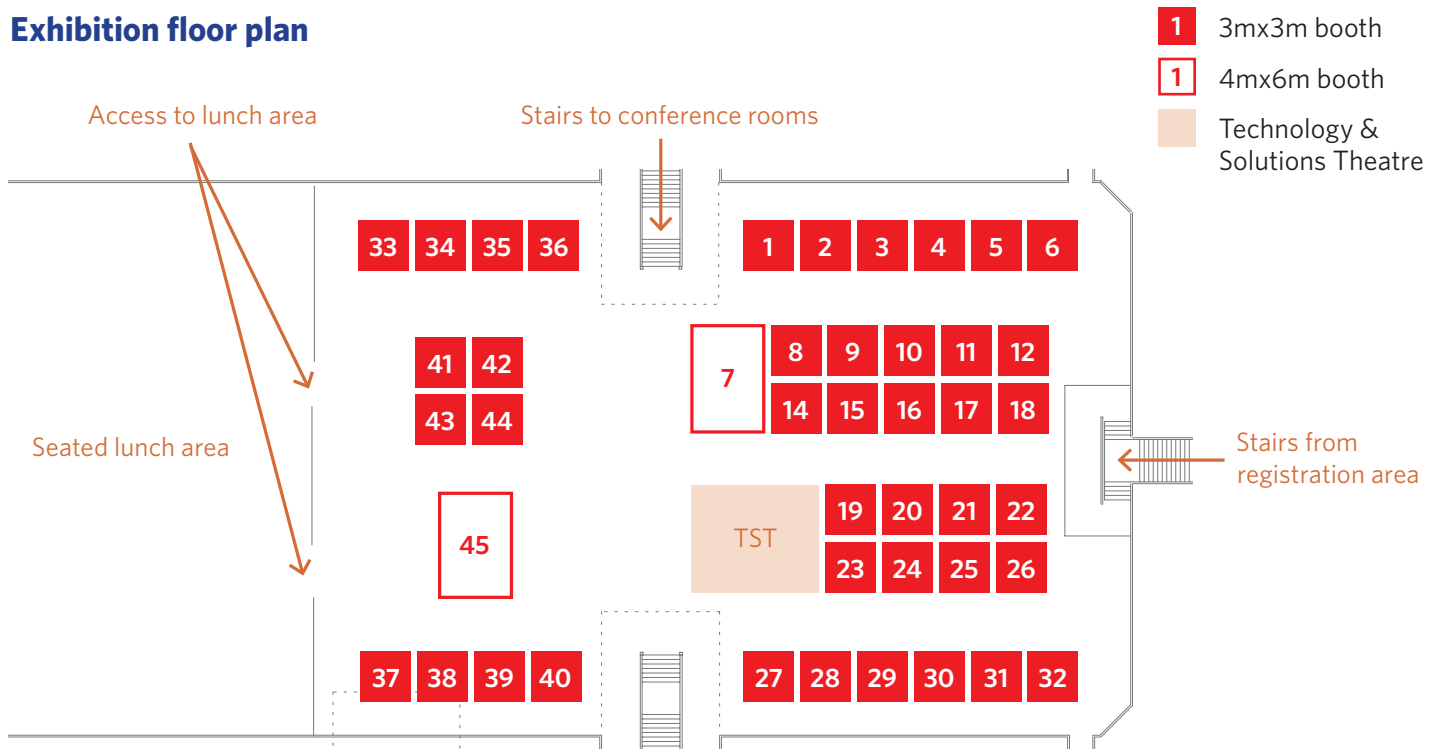 Exhibition floor plan
1 3mx3m booth
1 4mx6m booth
Technology &
Solutions Theatre
Access to lunch area
Stairs to conference rooms
33 34 35 36
1 2 3 4 5 6
41 42
43 44
7
8 9 10 11 12
14 15 16 17 18
Seated lunch area
Stairs from
registration area
45
TST
19 20 21 22
23 24 25 26
37 38 39 40
27 28 29 30 31 32